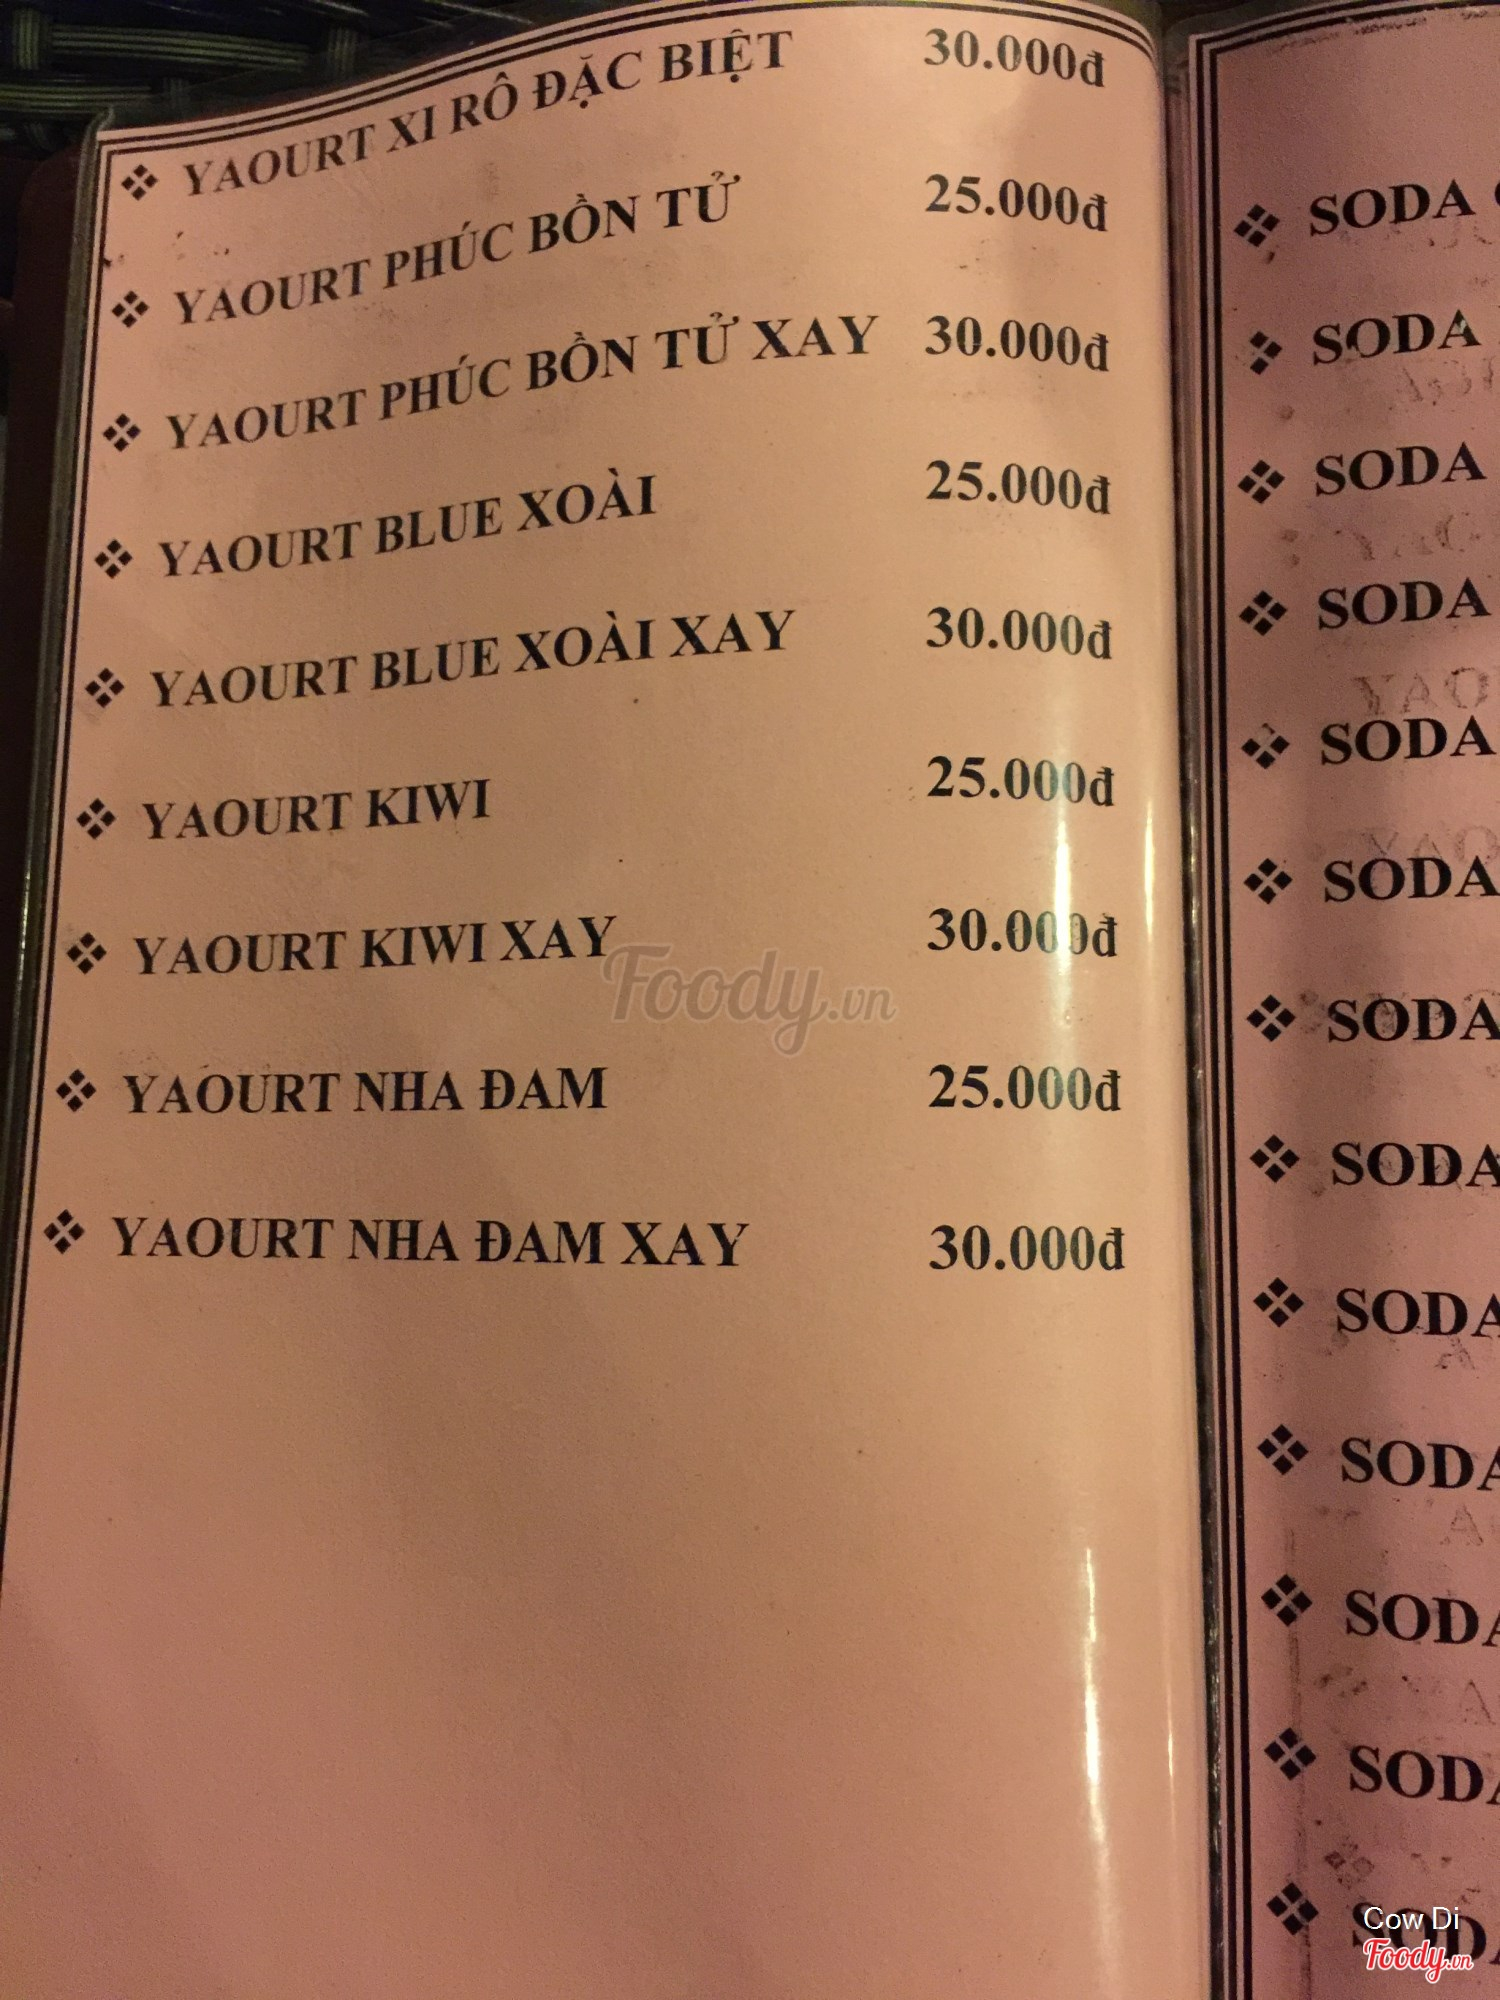 YAOURT XI RÔ ĐẶC BIỆT 30.000đ
YAOURT PHÚC BỒN TỬ 25.000đ
YAOURT PHÚC BỒN TỬ XAY 30.000đ
YAOURT BLUE XOÀI 25.000đ
YAOURT BLUE XOÀI XAY 30.000đ
YAOURT KIWI 25.000đ
YAOURT KIWI XAY 30.000đ
YAOURT NHA ĐAM 25.000đ
YAOURT NHA ĐAM XAY 30.000đ
Foody.vn
SODA
SODA
SODA
SODA
SODA
SODA
SODA
SODA
SODA
SODA
SODA
SODA
SODA
Cow Di
Foody.vn